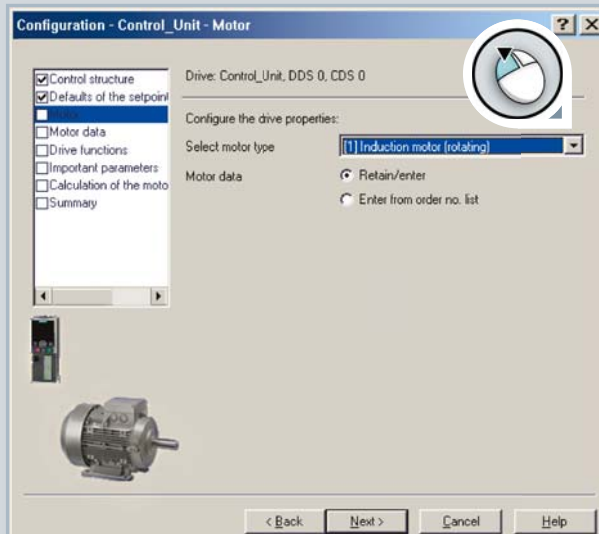 Configuration - Control_Unit - Motor
Control structure
Defaults of the setpoint
Motor data
Drive functions
Important parameters
Calculation of the moto
Summary
Drive: Control_Unit, DDS 0, CDS 0
Configure the drive properties:
Select motor type
[1] Induction motor (rotating)
Motor data
Retain/enter
Enter from order no. list
< Back
Next >
Cancel
Help